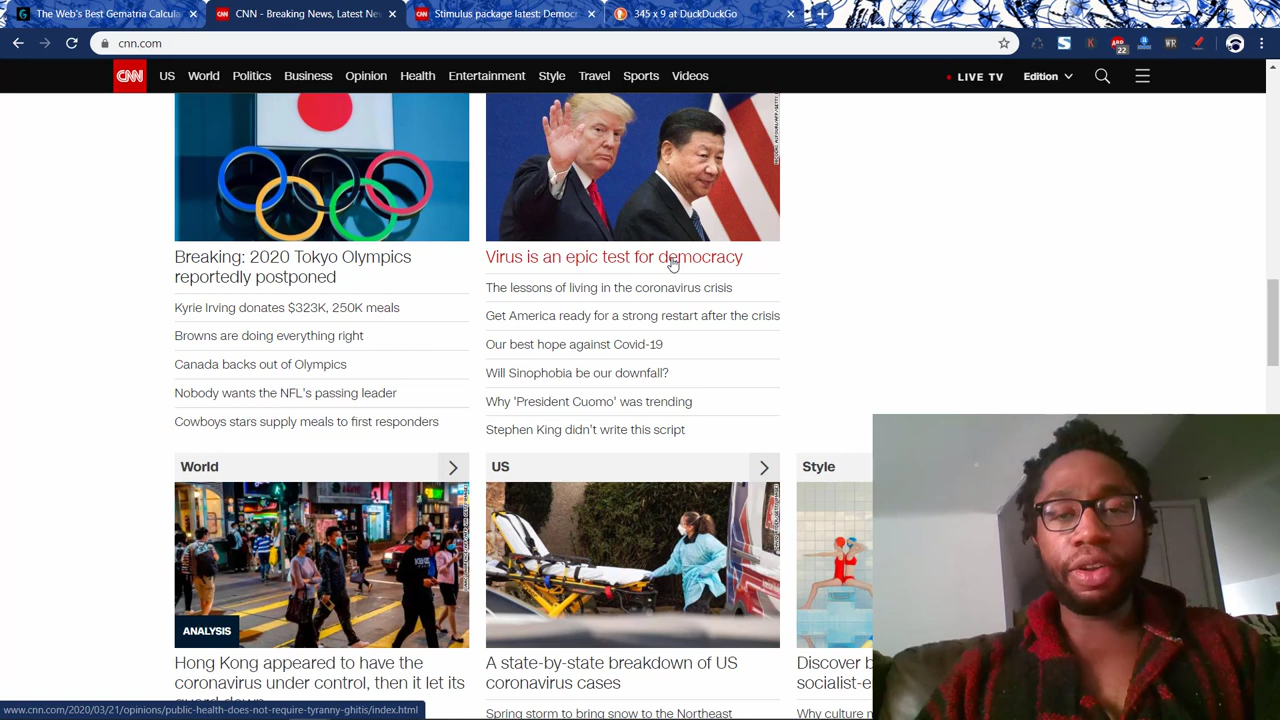 The Web's Best Gematria Calcula
CNN - Breaking News, Latest Ne
Stimulus package latest: Democ
345 x 9 at DuckDuckGo
cnn.com
22
WR
CNN
US
World
Politics
Business
Opinion
Health
Entertainment
Style
Travel
Sports
Videos
LIVE TV
Edition
Breaking: 2020 Tokyo Olympics
reportedly postponed
Kyrie Irving donates $323K, 250K meals
Browns are doing everything right
Canada backs out of Olympics
Nobody wants the NFL's passing leader
Cowboys stars supply meals to first responders
Virus is an epic test for democracy
The lessons of living in the coronavirus crisis
Get America ready for a strong restart after the crisis
Our best hope against Covid-19
Will Sinophobia be our downfall?
Why 'President Cuomo' was trending
Stephen King didn't write this script
World
US
Style
ANALYSIS
Hong Kong appeared to have the
coronavirus under control, then it let its
A state-by-state breakdown of US
coronavirus cases
Spring storm to bring snow to the Northeast
Discover b
socialist-e
Why culture m
www.cnn.com/2020/03/21/opinions/public-health-does-not-require-tyranny-ghitis/index.html